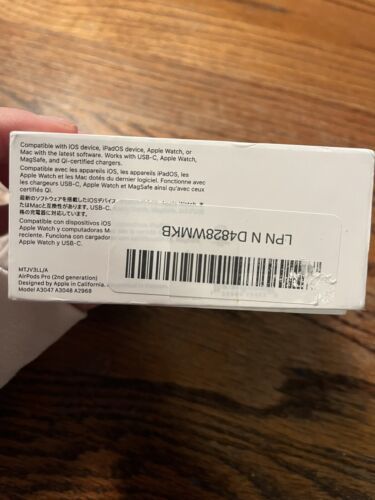 Compatible with iOS device, iPadOS device, Apple Watch, or
Mac with the latest software. Works with USB-C, Apple Watch,
MagSafe, and Qi-certified chargers.
Compatible avec les appareils iOS, les appareils iPadOS, les
Apple Watch et les Mac dotés du dernier logiciel. Fonctionne avec
les chargeurs USB-C, Apple Watch et MagSafe ainsi qu'avec ceux
certifiés Qi.
最新のソフトウェアを搭載したiOSデバイス
たはMacと互換性があります。USB-C
格の充電器に対応しています。
Compatible con dispositivos iOS
Apple Watch y computadoras M
reciente. Funciona con cargado
Apple Watch y USB-C.
LPN N D4828WMKB
MTJV3LL/A
AirPods Pro (2nd generation)
Designed by Apple in California.
Model A3047 A3048 A2968